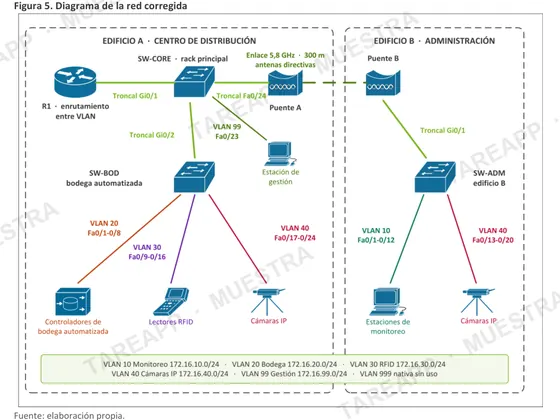 Figura 5. Diagrama de la red corregida
EDIFICIO A · CENTRO DE DISTRIBUCIÓN
EDIFICIO B · ADMINISTRACIÓN
SW-CORE · rack principal
Enlace 5,8 GHz · 300 m
antenas directivas
Puente B
Troncal Gi0/1
Troncal Fa0/24
R1 · enrutamiento
entre VLAN
Puente A
Troncal Gi0/2
VLAN 99
Fa0/23
Troncal Gi0/1
SW-BOD
bodega automatizada
Estación de
gestión
SW-ADM
edificio B
VLAN 20
Fa0/1-0/8
VLAN 30
Fa0/9-0/16
VLAN 40
Fa0/17-0/24
VLAN 10
Fa0/1-0/12
VLAN 40
Fa0/13-0/20
Controladores de
bodega automatizada
Lectores RFID
Cámaras IP
Estaciones de
monitoreo
Cámaras IP
VLAN 10 Monitoreo 172.16.10.0/24 · VLAN 20 Bodega 172.16.20.0/24 · VLAN 30 RFID 172.16.30.0/24
VLAN 40 Cámaras IP 172.16.40.0/24 · VLAN 99 Gestión 172.16.99.0/24 · VLAN 999 nativa sin uso
Fuente: elaboración propia.
TAREAPP · MUESTRA